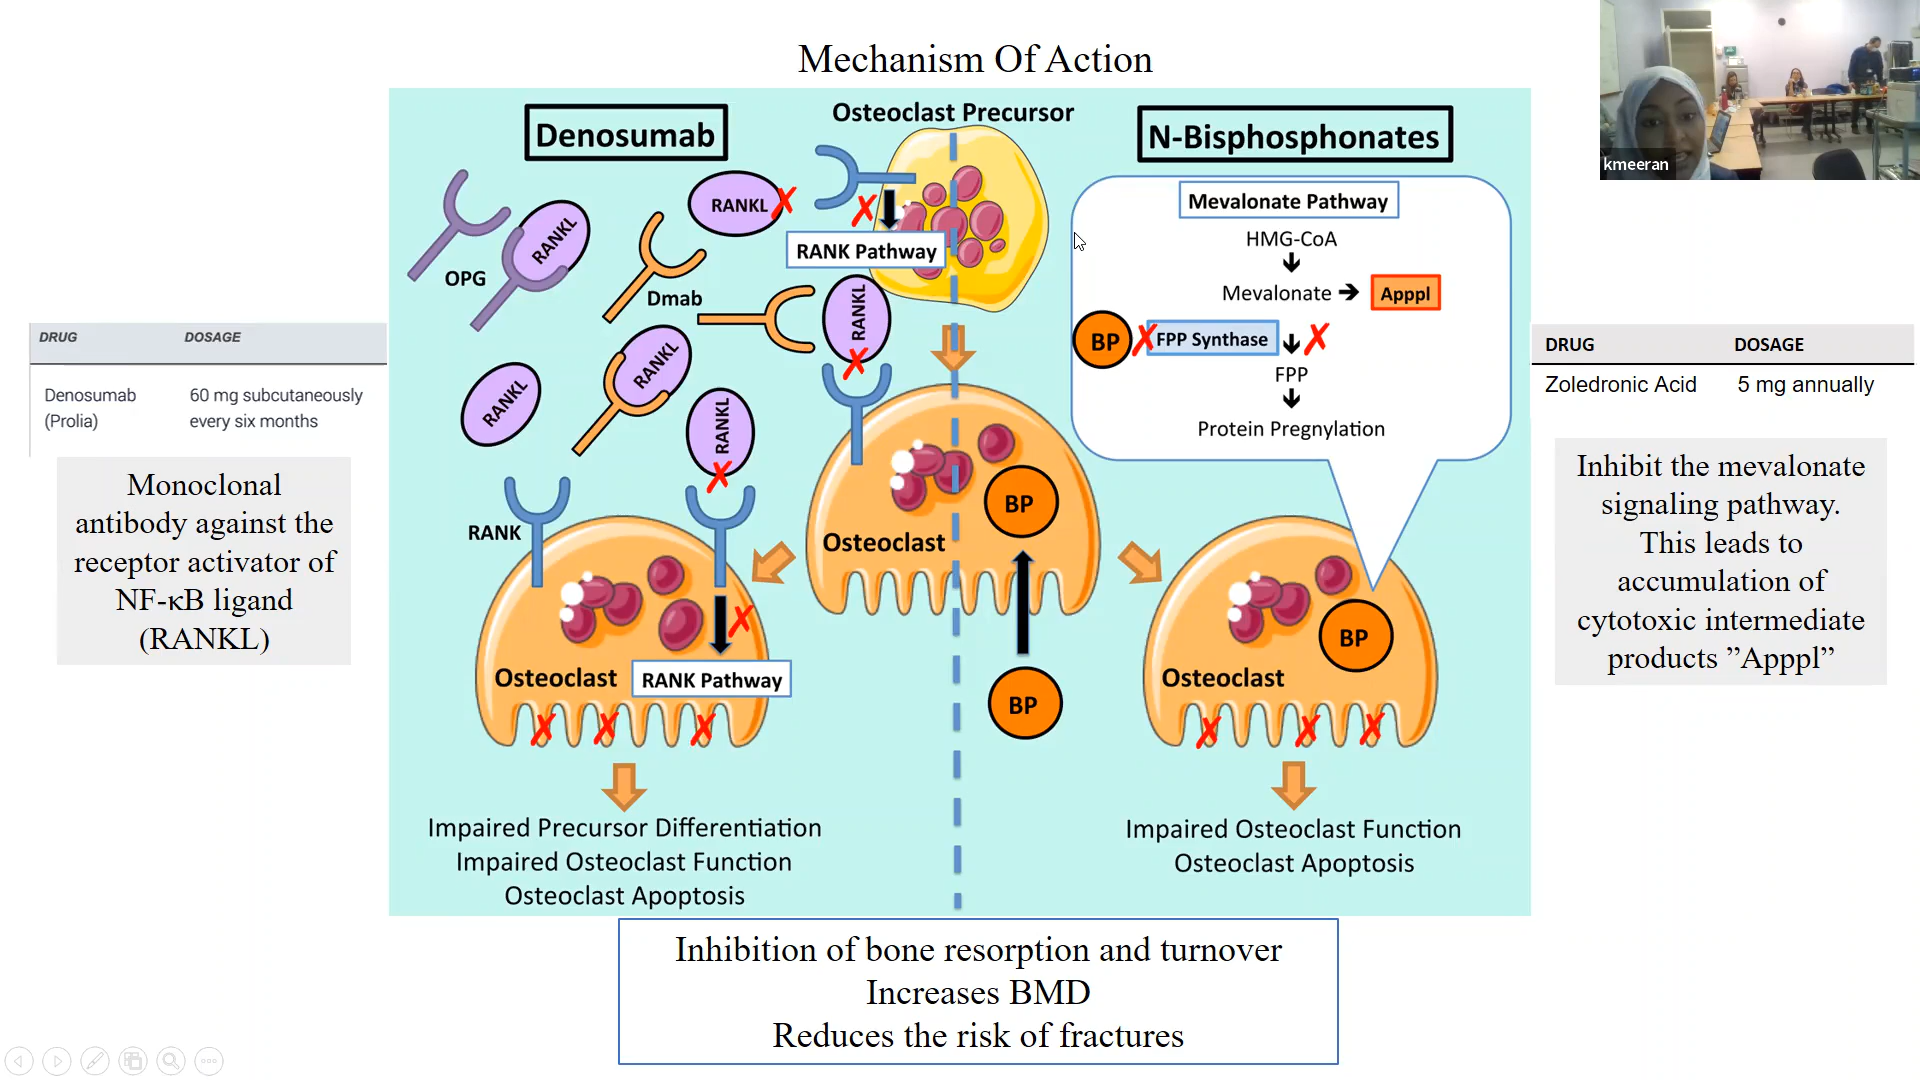 Mechanism Of Action
kmeeran
Denosumab
Osteoclast Precursor
N-Bisphosphonates
RANKL
RANKL
OPG
Dmab
RANK Pathway
RANKL
RANKL
RANKL
RANKL
RANK
Osteoclast
RANK Pathway
Osteoclast
BP
BP
Mevalonate Pathway
HMG-CoA
Mevalonate
Apppl
BP
FPP Synthase
FPP
Protein Pregnylation
BP
Osteoclast
Impaired Precursor Differentiation
Impaired Osteoclast Function
Osteoclast Apoptosis
Impaired Osteoclast Function
Osteoclast Apoptosis
DRUG DOSAGE
Denosumab 60 mg subcutaneously
(Prolia) every six months
Monoclonal
antibody against the
receptor activator of
NF-κB ligand
(RANKL)
DRUG DOSAGE
Zoledronic Acid 5 mg annually
Inhibit the mevalonate
signaling pathway.
This leads to
accumulation of
cytotoxic intermediate
products ”Apppl”
Inhibition of bone resorption and turnover
Increases BMD
Reduces the risk of fractures